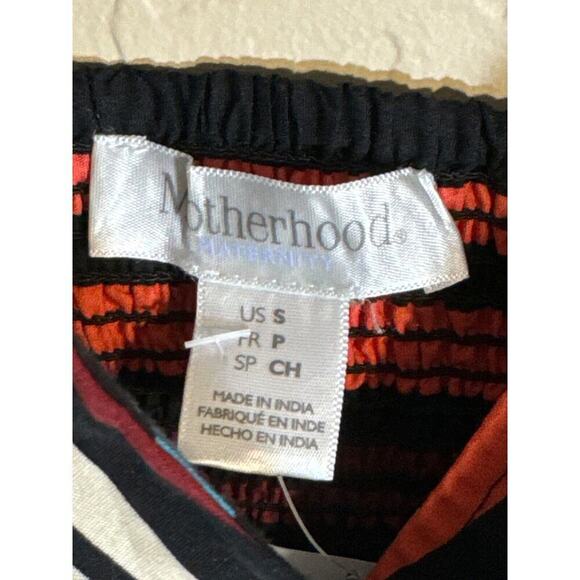 Motherhood®
MATERNITY
US S
FR P
SP CH
MADE IN INDIA
FABRIQUÉ EN INDE
HECHO EN INDIA